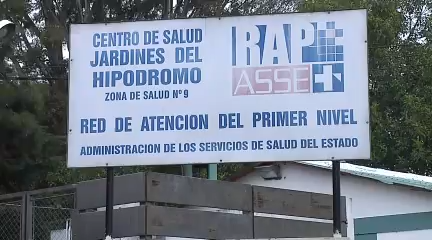 CENTRO DE SALUD
JARDINES DEL
HIPODROMO
ZONA DE SALUD Nº 9
RAP
ASSE
RED DE ATENCION DEL PRIMER NIVEL
ADMINISTRACION DE LOS SERVICIOS DE SALUD DEL ESTADO